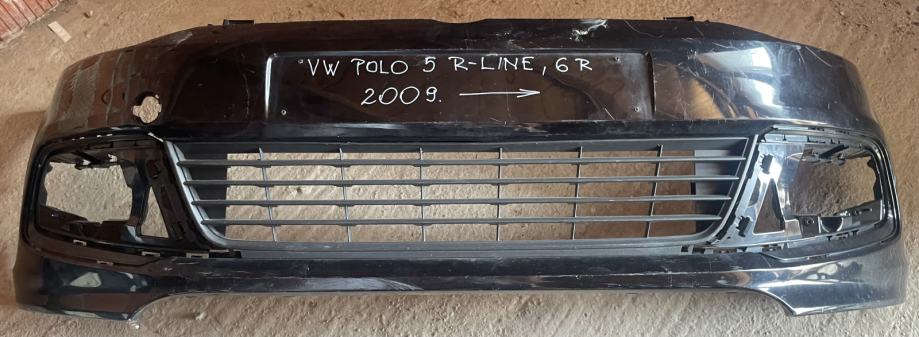 VW POLO 5 R-LINE, 6R
2009. →